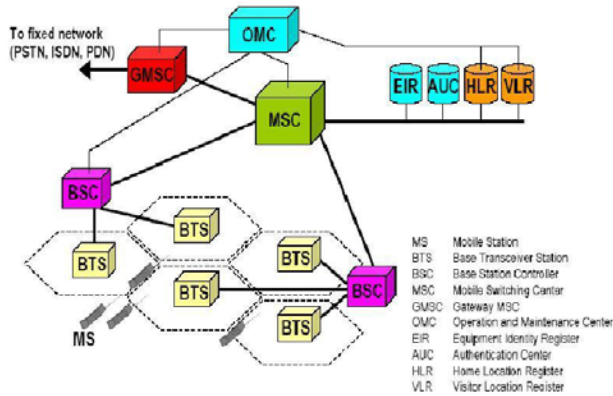 To fixed network
(PSTN, ISDN, PDN)
OMC
GMSC
MSC
EIR AUC HLR VLR
BSC
BTS
BTS
BTS
BTS
BTS
BSC
MS
MS Mobile Station
BTS Base Transceiver Station
BSC Base Station Controller
MSC Mobile Switching Center
GMSC Gateway MSC
OMC Operation and Maintenance Center
EIR Equipment Identity Register
AUC Authentication Center
HLR Home Location Register
VLR Visitor Location Register